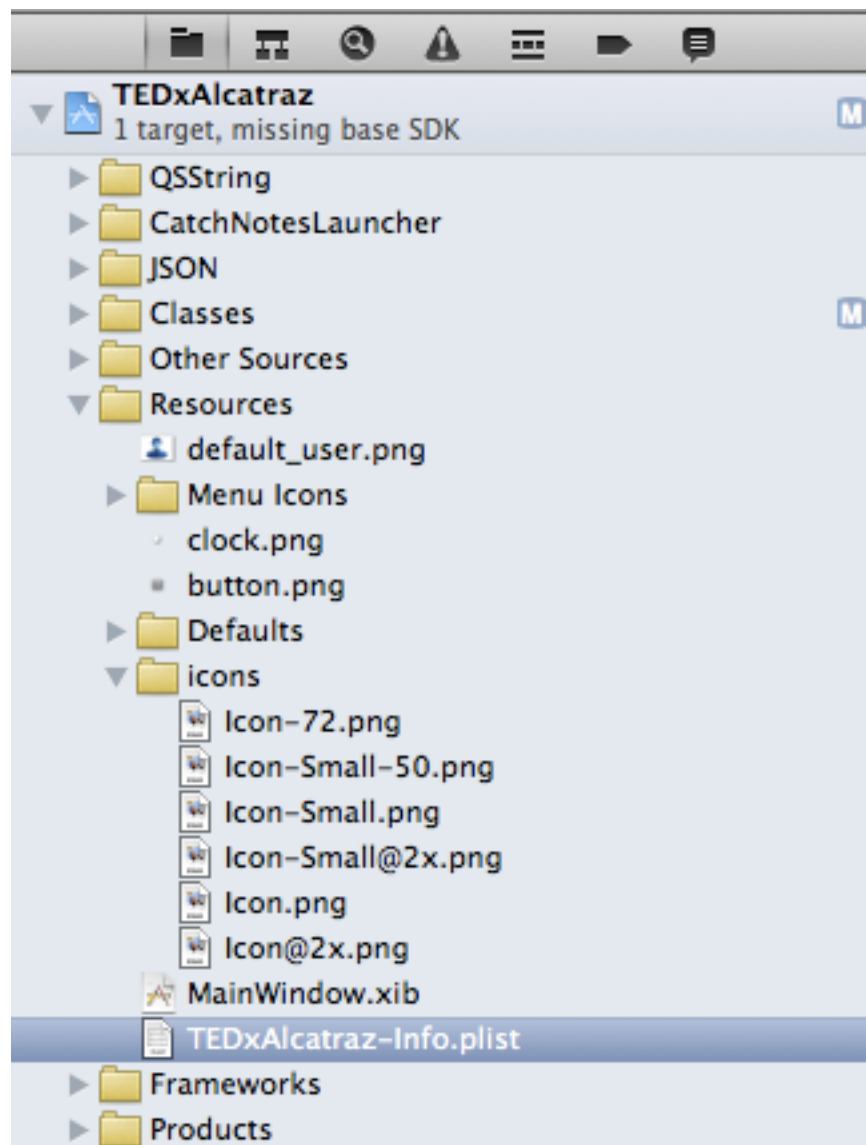 TEDxAlcatraz
M
1 target, missing base SDK
QSString
CatchNotesLauncher
JSON
Classes
M
Other Sources
Resources
default_user.png
Menu Icons
clock.png
button.png
Defaults
icons
Icon-72.png
Icon-Small-50.png
Icon-Small.png
Icon-Small@2x.png
Icon.png
Icon@2x.png
MainWindow.xib
TEDxAlcatraz-Info.plist
Frameworks
Products